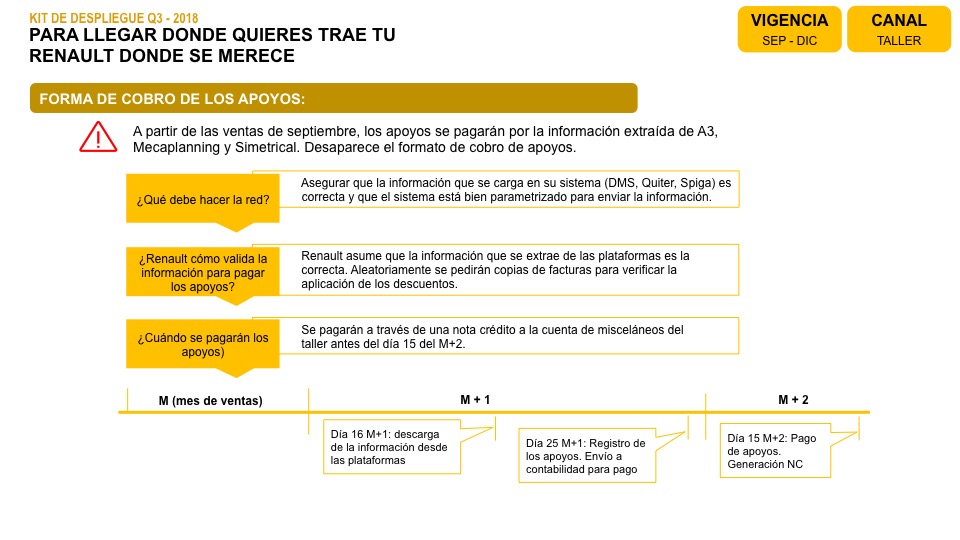 KIT DE DESPLIEGUE Q3 - 2018
PARA LLEGAR DONDE QUIERES TRAE TU
RENAULT DONDE SE MERECE
VIGENCIA
SEP - DIC
CANAL
TALLER
FORMA DE COBRO DE LOS APOYOS:
A partir de las ventas de septiembre, los apoyos se pagarán por la información extraída de A3,
Mecaplanning y Simetrical. Desaparece el formato de cobro de apoyos.
¿Qué debe hacer la red?
Asegurar que la información que se carga en su sistema (DMS, Quiter, Spiga) es
correcta y que el sistema está bien parametrizado para enviar la información.
¿Renault cómo valida la
información para pagar
los apoyos?
Renault asume que la información que se extrae de las plataformas es la
correcta. Aleatoriamente se pedirán copias de facturas para verificar la
aplicación de los descuentos.
¿Cuándo se pagarán los
apoyos)
Se pagarán a través de una nota crédito a la cuenta de misceláneos del
taller antes del día 15 del M+2.
M (mes de ventas)
M + 1
M + 2
Día 16 M+1: descarga
de la información desde
las plataformas
Día 25 M+1: Registro de
los apoyos. Envío a
contabilidad para pago
Día 15 M+2: Pago
de apoyos.
Generación NC